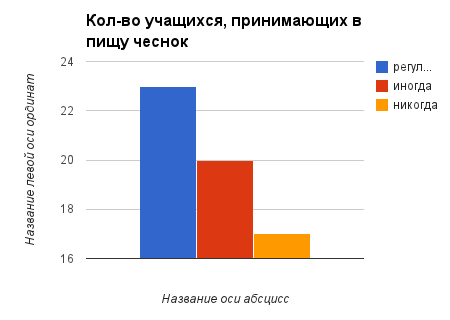 Кол-во учащихся, принимающих в
пищу чеснок
Название левой оси ординат
24
22
20
18
16
регул...
иногда
никогда
Название оси абсцисс